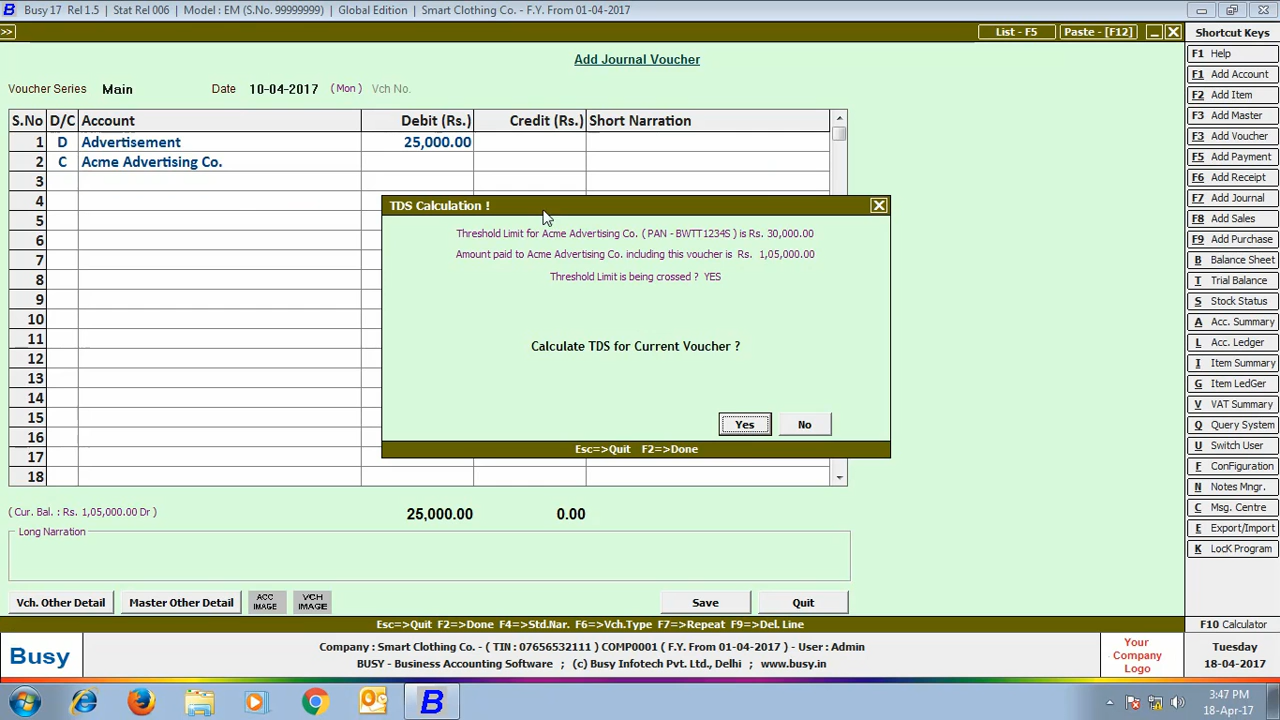 Busy 17 Rel 1.5 | Stat Rel 006 | Model : EM (S.No. 99999999) | Global Edition | Smart Clothing Co. - F.Y. From 01-04-2017
>> List - F5 Paste - [F12] Shortcut Keys
Add Journal Voucher
Voucher Series Main Date 10-04-2017 ( Mon ) Vch No.
S.No D/C Account Debit (Rs.) Credit (Rs.) Short Narration
1 D Advertisement 25,000.00
2 C Acme Advertising Co.
3
4
5
6
7
8
9
10
11
12
13
14
15
16
17
18
TDS Calculation !
Threshold Limit for Acme Advertising Co. ( PAN - BWTT1234S ) is Rs. 30,000.00
Amount paid to Acme Advertising Co. including this voucher is Rs. 1,05,000.00
Threshold Limit is being crossed ? YES
Calculate TDS for Current Voucher ?
Yes No
Esc=>Quit F2=>Done
( Cur. Bal. : Rs. 1,05,000.00 Dr ) 25,000.00 0.00
Long Narration
Vch. Other Detail Master Other Detail ACC IMAGE VCH IMAGE Save Quit
Esc=>Quit F2=>Done F4=>Std.Nar. F6=>Vch.Type F7=>Repeat F9=>Del. Line
F1 Help
F1 Add Account
F2 Add Item
F3 Add Master
F3 Add Voucher
F5 Add Payment
F6 Add Receipt
F7 Add Journal
F8 Add Sales
F9 Add Purchase
B Balance Sheet
T Trial Balance
S Stock Status
A Acc. Summary
L Acc. Ledger
I Item Summary
G Item LedGer
V VAT Summary
Q Query System
U Switch User
F ConFiguration
N Notes Mngr.
C Msg. Centre
E Export/Import
K LocK Program
F10 Calculator
Busy
Company : Smart Clothing Co. - ( TIN : 07656532111 ) COMP0001 ( F.Y. From 01-04-2017 ) - User : Admin
BUSY - Business Accounting Software ; (c) Busy Infotech Pvt. Ltd., Delhi ; www.busy.in
Your
Company
Logo
Tuesday
18-04-2017
3:47 PM
18-Apr-17